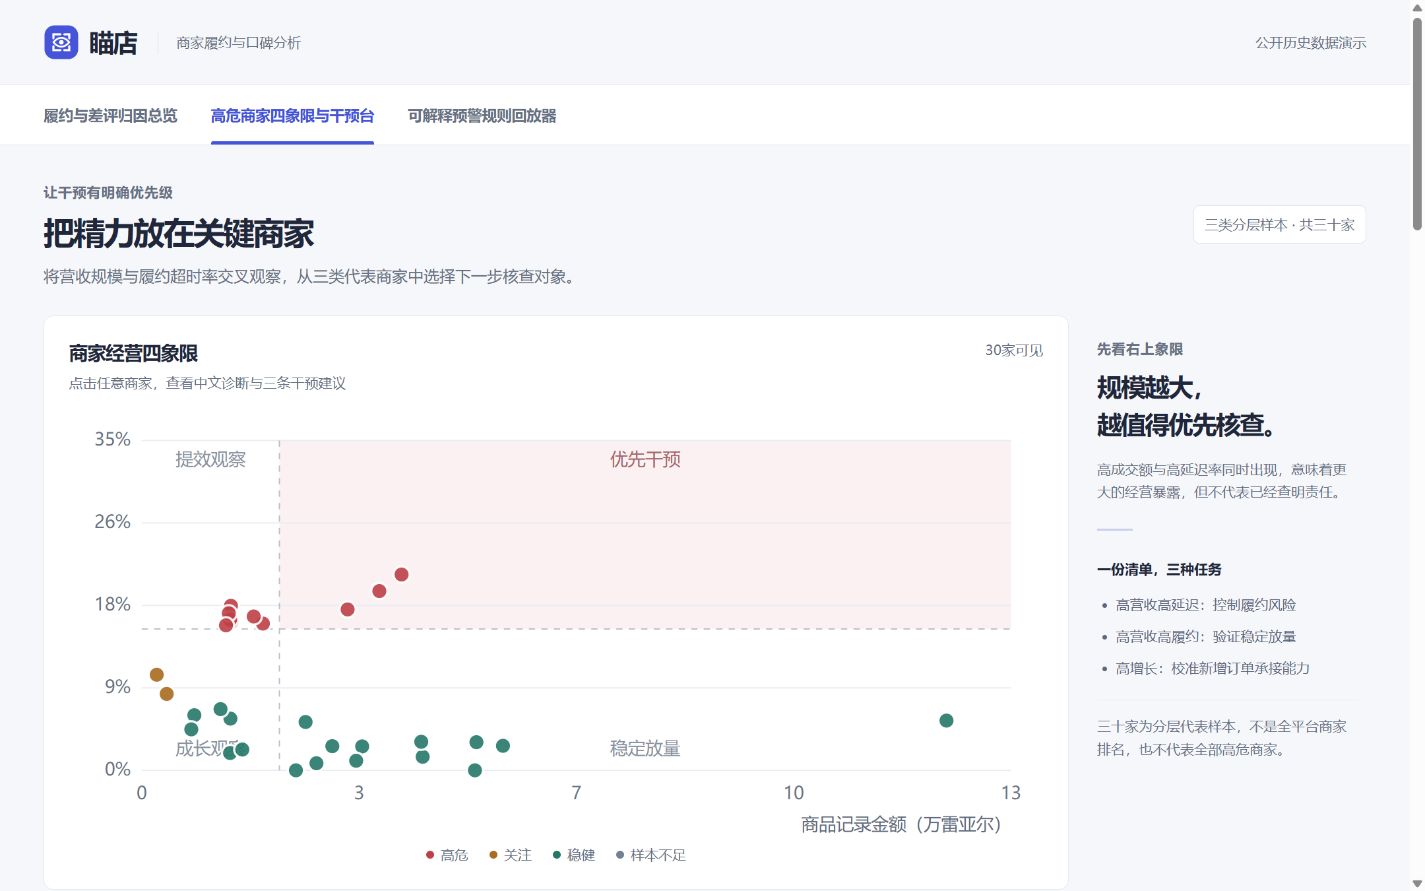 瞄店
商家履约与口碑分析
公开历史数据演示
履约与差评归因总览
高危商家四象限与干预台
可解释预警规则回放器
让干预有明确优先级
把精力放在关键商家
将营收规模与履约超时率交叉观察，从三类代表商家中选择下一步核查对象。
三类分层样本 · 共三十家
商家经营四象限
点击任意商家，查看中文诊断与三条干预建议
30家可见
35%
26%
18%
9%
0%
提效观察
优先干预
成长观
稳定放量
0
3
7
10
13
商品记录金额（万雷亚尔）
高危
关注
稳健
样本不足
先看右上象限
规模越大，
越值得优先核查。
高成交额与高延迟率同时出现，意味着更
大的经营暴露，但不代表已经查明责任。
一份清单，三种任务
高营收高延迟：控制履约风险
高营收高履约：验证稳定放量
高增长：校准新增订单承接能力
三十家为分层代表样本，不是全平台商家
排名，也不代表全部高危商家。